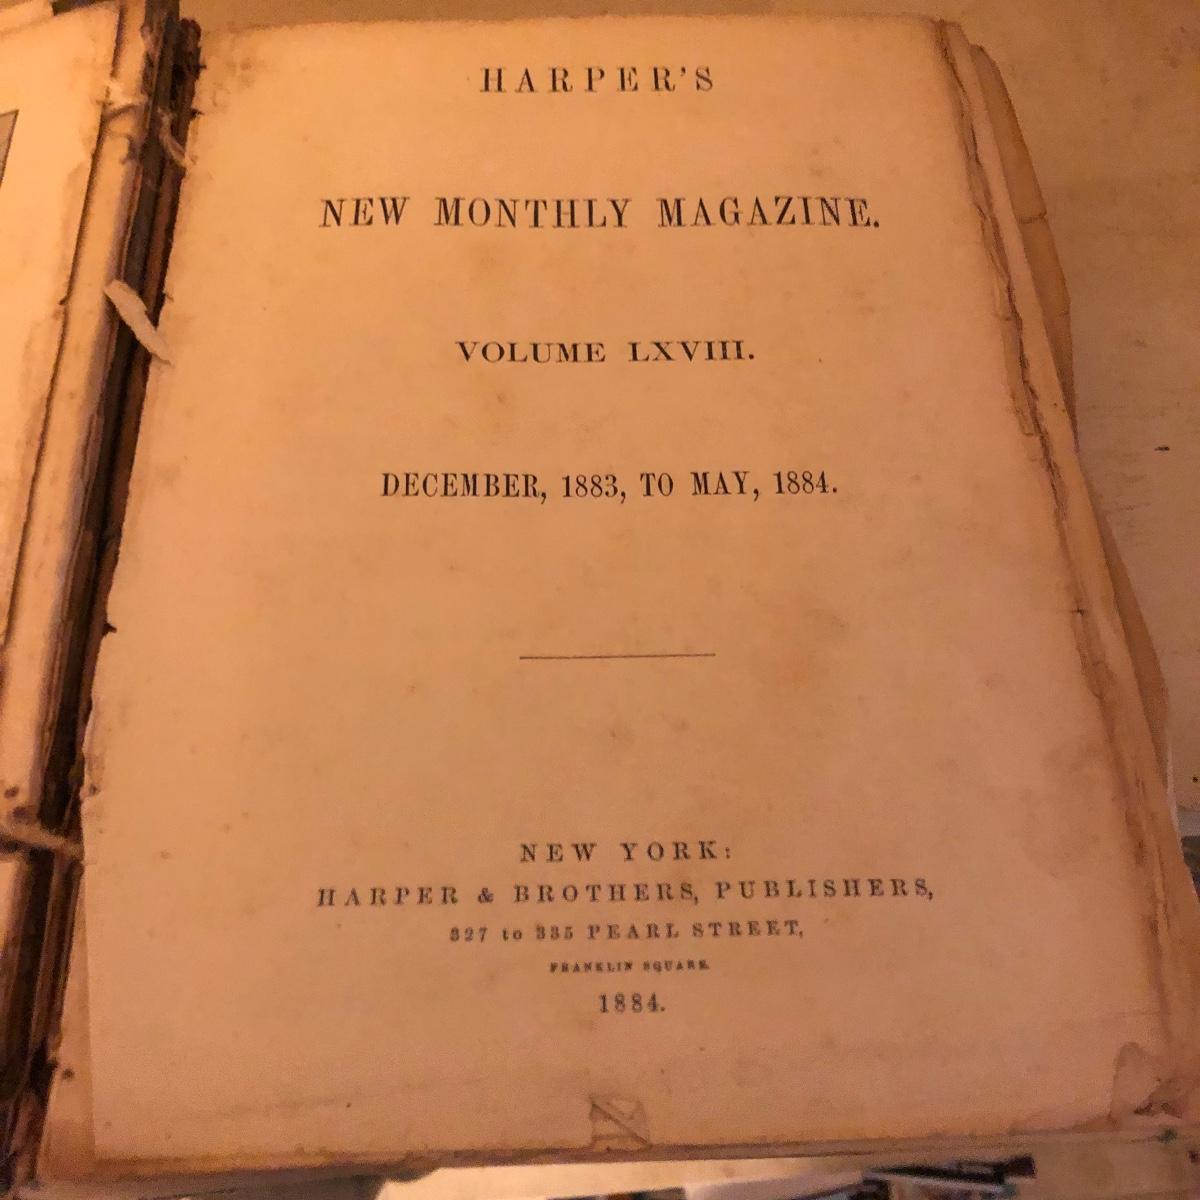 HARPER'S
NEW MONTHLY MAGAZINE.
VOLUME LXVIII.
DECEMBER, 1883, TO MAY, 1884.
NEW YORK:
HARPER & BROTHERS, PUBLISHERS,
327 to 335 PEARL STREET,
FRANKLIN SQUARE.
1884.